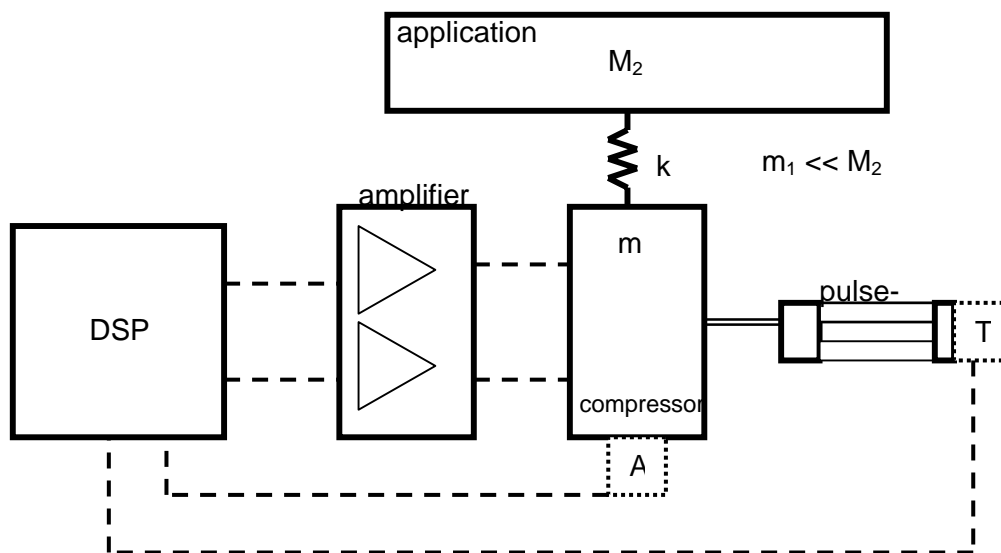 application
M₂
k
m₁ << M₂
amplifier
m
pulse-
DSP
T
compressor
A